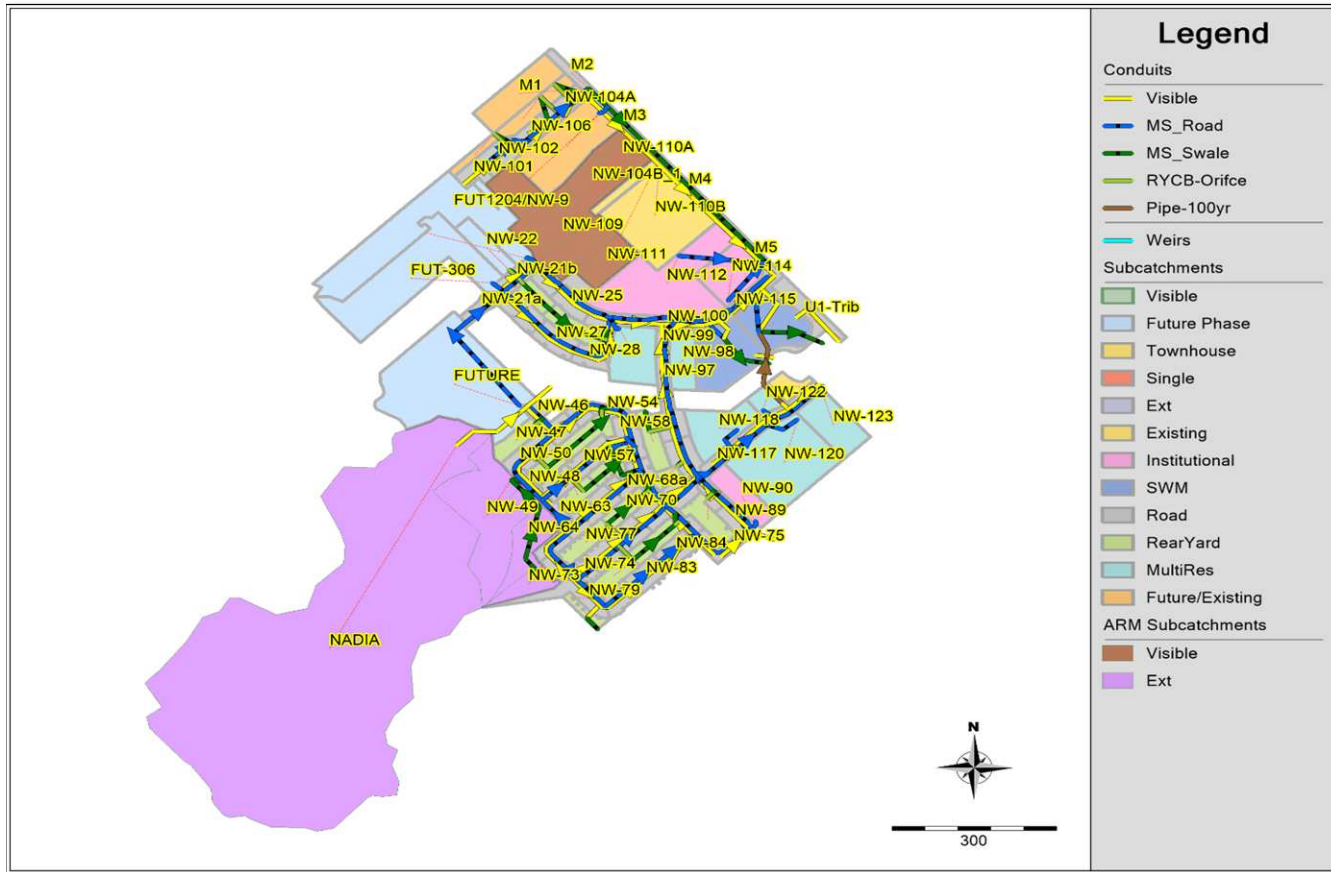 M2
M1
NW-104A
M3
NW-106
NW-102
NW-110A
NW-101
NW-104B_1
M4
FUT1204/NW-9
NW-110B
NW-109
NW-22
M5
NW-111
FUT-306
NW-21b
NW-112
NW-114
NW-21a
NW-25
NW-115
U1-Trib
NW-100
NW-27
NW-99
NW-28
NW-98
NW-97
FUTURE
NW-122
NW-46
NW-54
NW-118
NW-123
NW-58
NW-47
NW-50
NW-57
NW-117
NW-120
NW-48
NW-68a
NW-90
NW-49
NW-63
NW-70
NW-89
NW-64
NW-77
NW-84
NW-75
NW-74
NW-73
NW-83
NW-79
NADIA
N
300
Legend
Conduits
Visible
MS_Road
MS_Swale
RYCB-Orifce
Pipe-100yr
Weirs
Subcatchments
Visible
Future Phase
Townhouse
Single
Ext
Existing
Institutional
SWM
Road
RearYard
MultiRes
Future/Existing
ARM Subcatchments
Visible
Ext